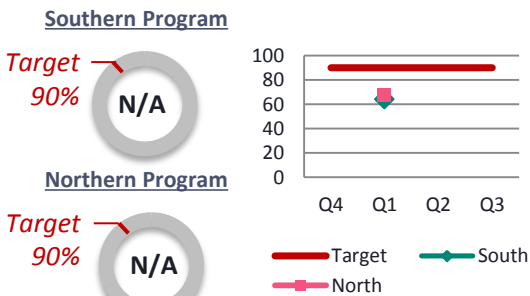 Southern Program
Target
90%
N/A
Northern Program
Target
90%
N/A
100
80
60
40
20
0
Q4 Q1 Q2 Q3
Target South
North